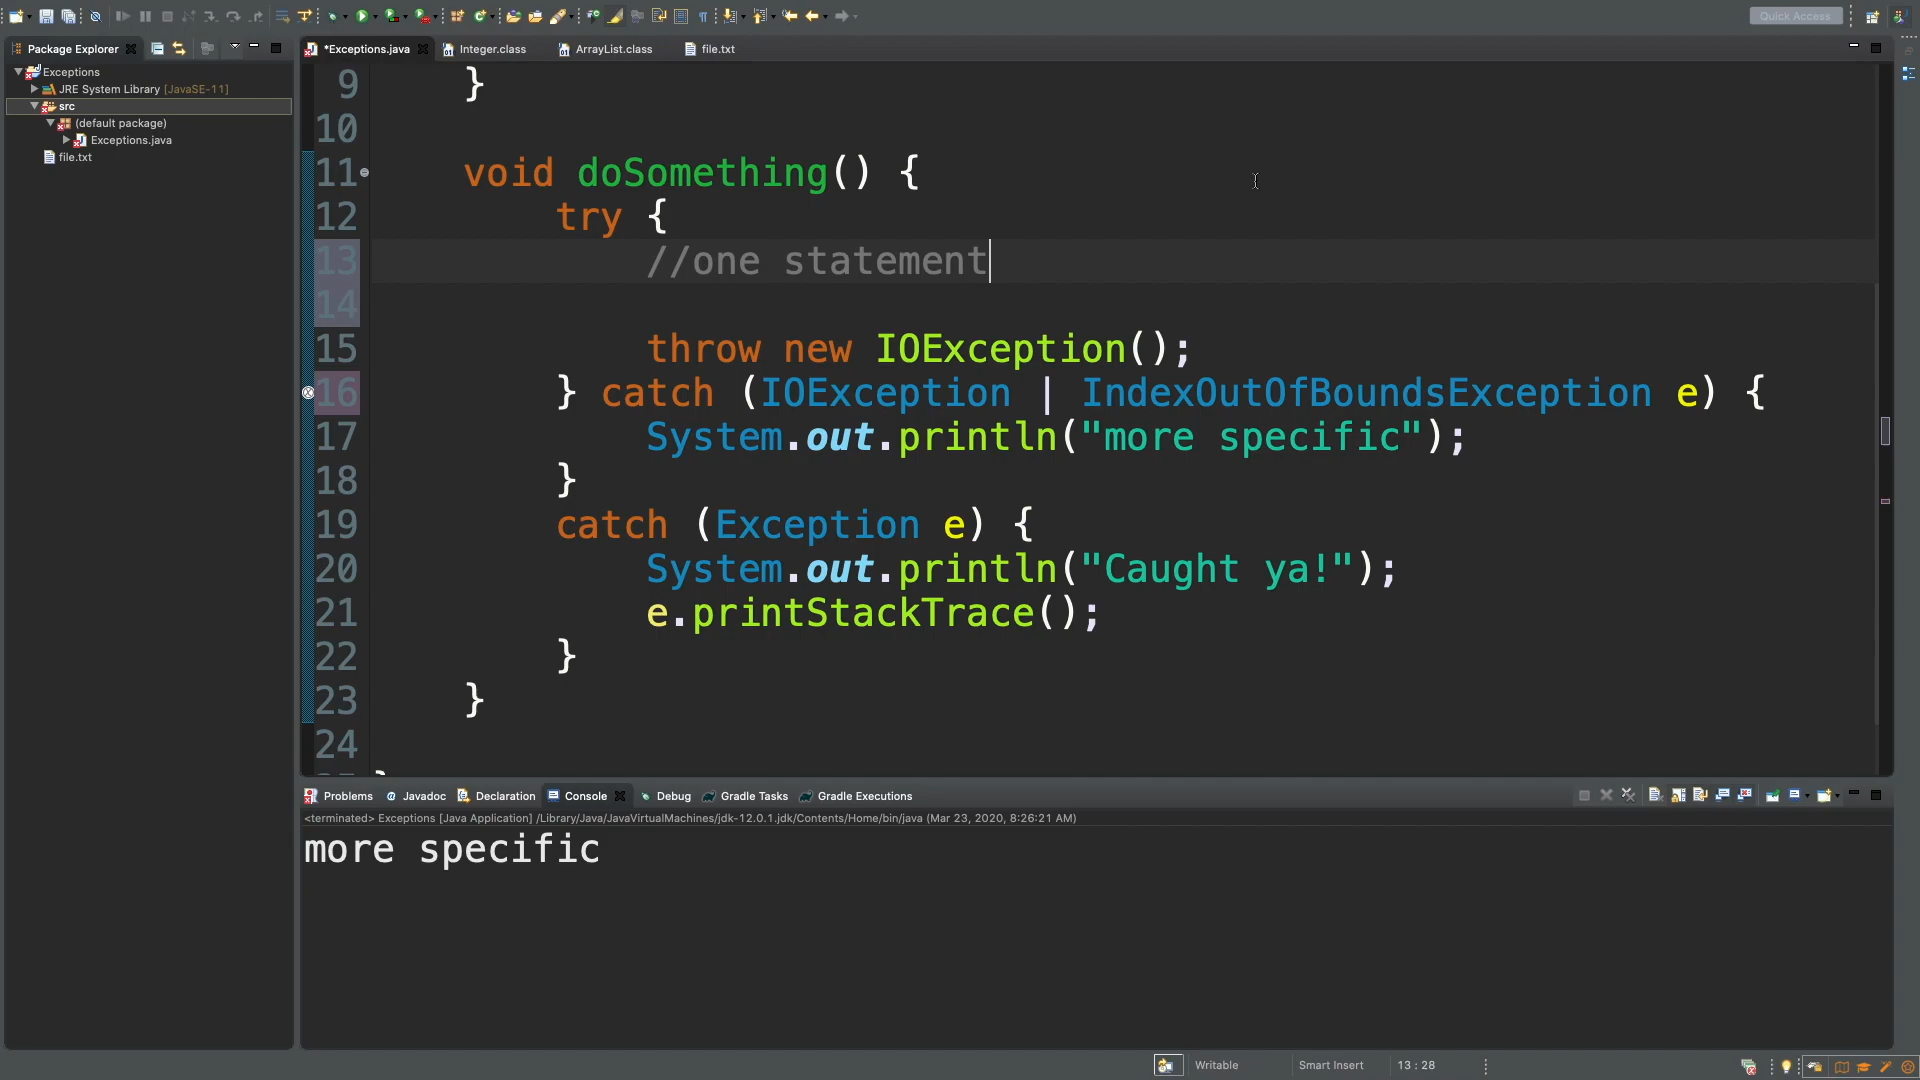 Quick Access
Package Explorer
*Exceptions.java
Integer.class
ArrayList.class
file.txt
Exceptions
JRE System Library [JavaSE-11]
src
(default package)
Exceptions.java
file.txt
9 }
10
11 void doSomething() {
12 try {
13 //one statement
14
15 throw new IOException();
16 } catch (IOException | IndexOutOfBoundsException e) {
17 System.out.println("more specific");
18 }
19 catch (Exception e) {
20 System.out.println("Caught ya!");
21 e.printStackTrace();
22 }
23 }
24
Problems
Javadoc
Declaration
Console
Debug
Gradle Tasks
Gradle Executions
<terminated> Exceptions [Java Application] /Library/Java/JavaVirtualMachines/jdk-12.0.1.jdk/Contents/Home/bin/java (Mar 23, 2020, 8:26:21 AM)
more specific
Writable
Smart Insert
13 : 28